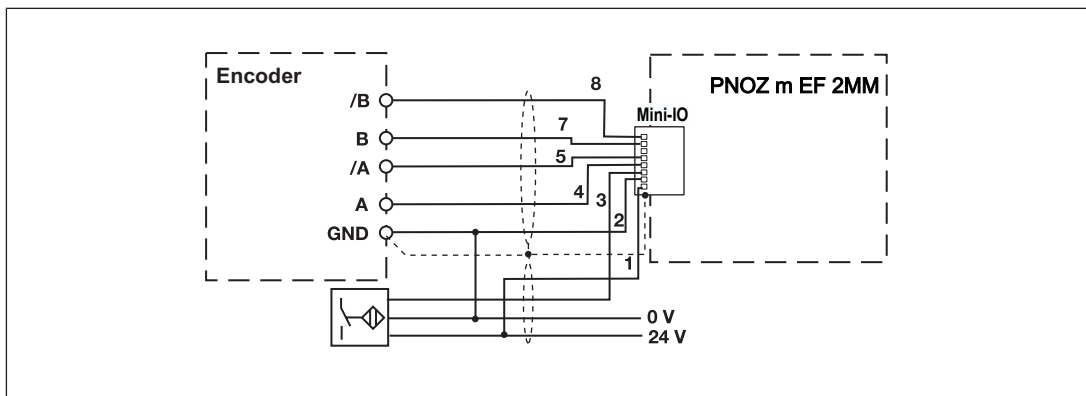 Encoder
PNOZ m EF 2MM
Mini-IO
/B
8
B
7
/A
5
A
4
3
GND
2
1
0 V
24 V